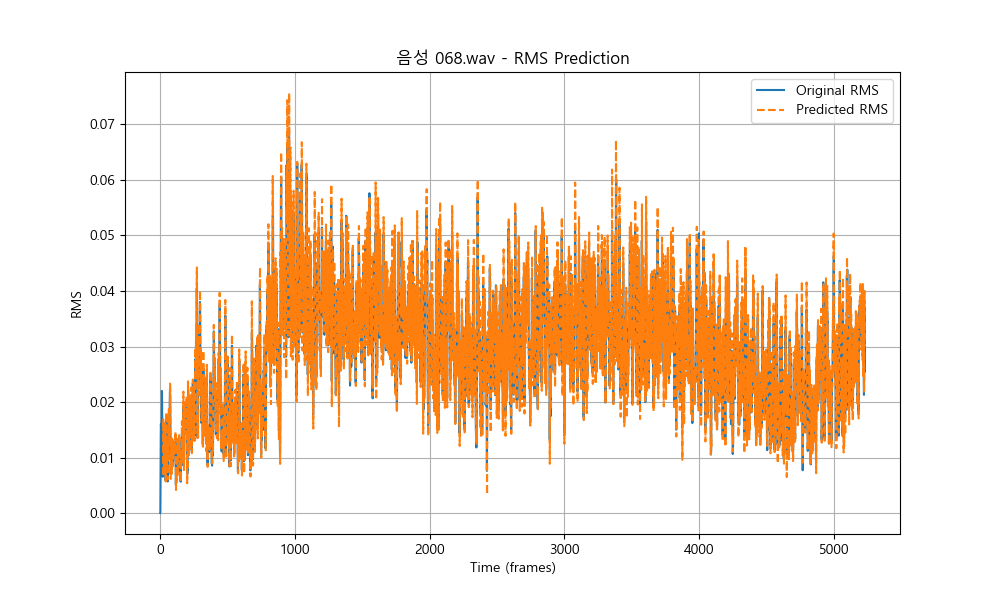 음성 068.wav - RMS Prediction
Original RMS
Predicted RMS
0.07
0.06
0.05
0.04
0.03
0.02
0.01
0.00
RMS
0 1000 2000 3000 4000 5000
Time (frames)